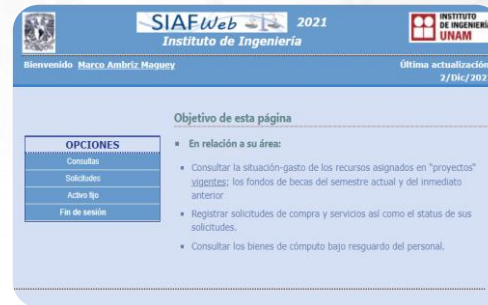 SIAFWeb 2021
Instituto de Ingeniería
INSTITUTO
DE INGENIERÍA
UNAM
Bienvenido Marco Ambriz Maguey
Última actualización
2/Dic/202
Objetivo de esta página
OPCIONES
Consultas
Solicitudes
Activo fijo
Fin de sesión
En relación a su área:
Consultar la situación-gasto de los recursos asignados en "proyectos"
vigentes; los fondos de becas del semestre actual y del inmediato
anterior
Registrar solicitudes de compra y servicios así como el status de sus
solicitudes.
Consultar los bienes de cómputo bajo resguardo del personal.